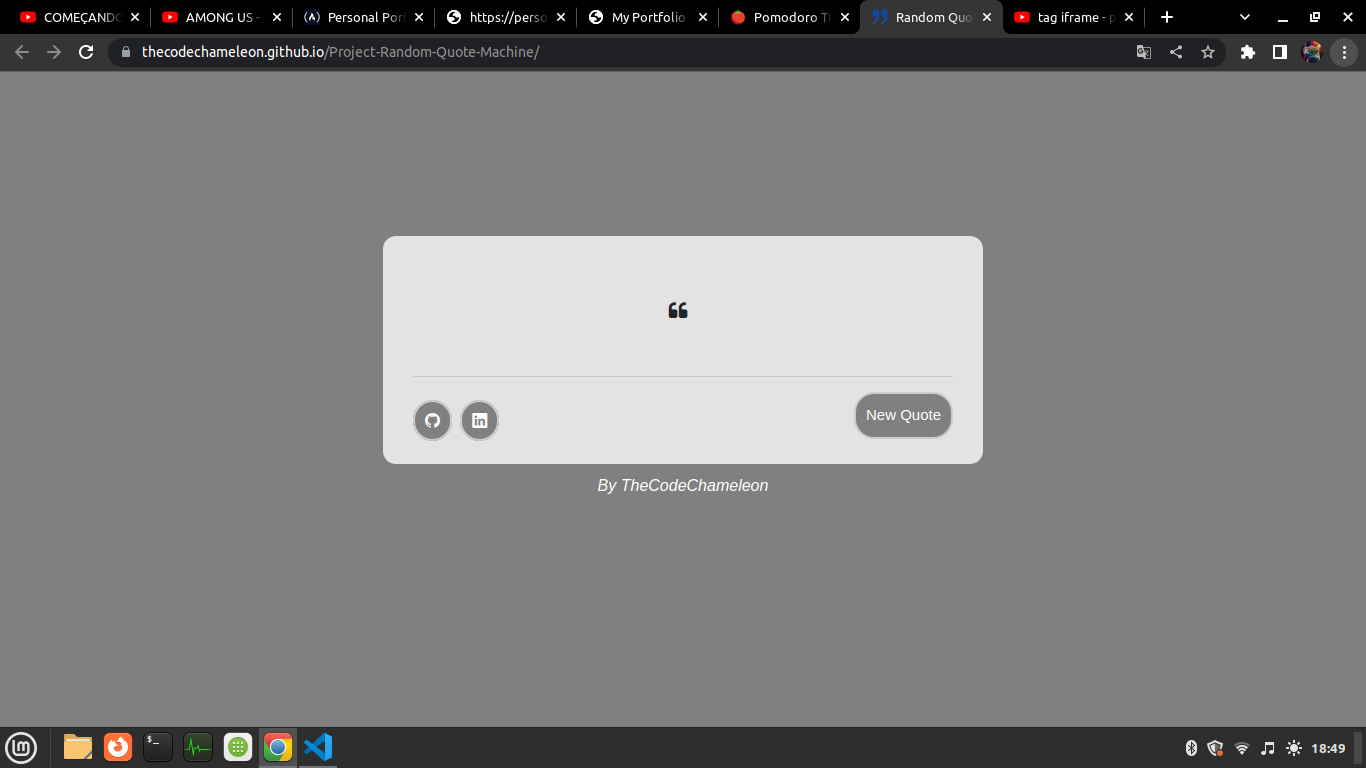 COMEÇANDO
AMONG US -
Personal Port
https://perso
My Portfolio
Pomodoro Ti
Random Quo
tag iframe - p
thecodechameleon.github.io/Project-Random-Quote-Machine/
New Quote
By TheCodeChameleon
18:49